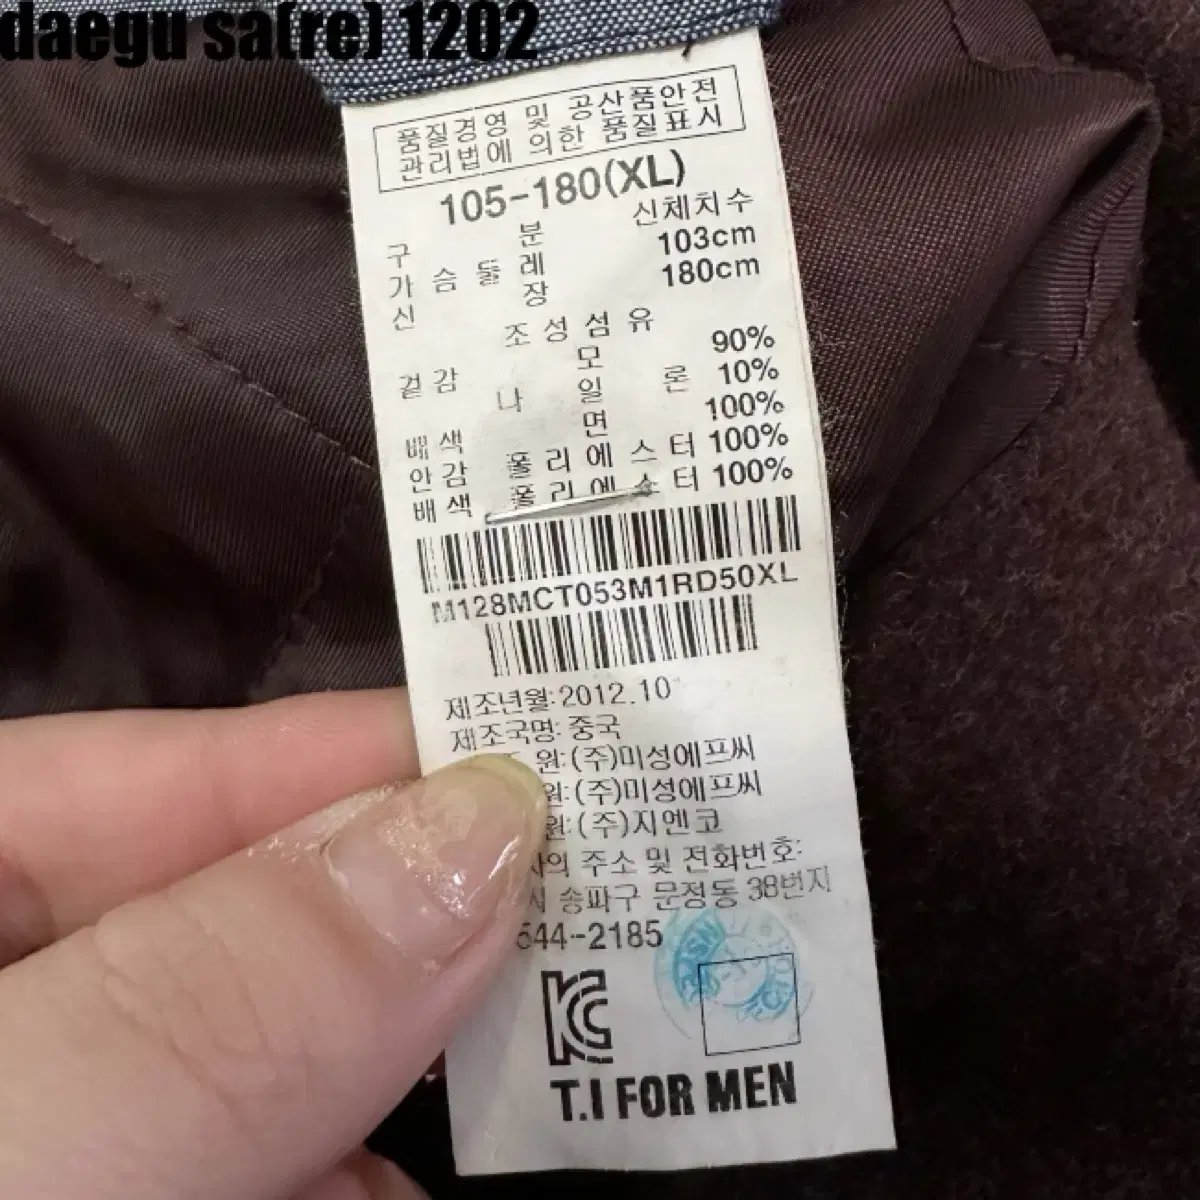 daegu sa(re) 1202
품질경영 및 공산품안전
관리법에 의한 품질표시
105-180(XL)
구 분 신체치수
가 슴 둘 레 103cm
신 장 180cm
조 성 섬 유
겉 감 모 90%
나 일 론 10%
배 색 면 100%
안 감 폴 리 에 스 터 100%
배 색 폴 리 에 스 터 100%
M128MCT053M1RD50XL
제조년월:2012.10
제조국명:중국
원:(주)미성에프씨
원:(주)미성에프씨
원:(주)지엔코
주소 및 전화번호:
송파구 문정동 38번지
544-2185
KC
T.I FOR MEN